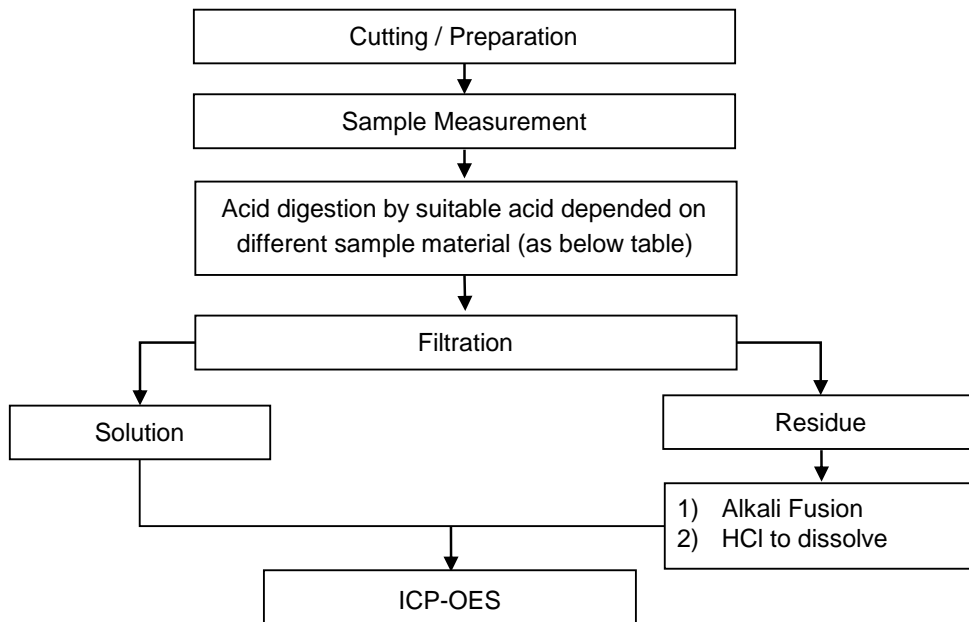 Cutting / Preparation
Sample Measurement
Acid digestion by suitable acid depended on
different sample material (as below table)
Filtration
Solution
Residue
1) Alkali Fusion
2) HCl to dissolve
ICP-OES